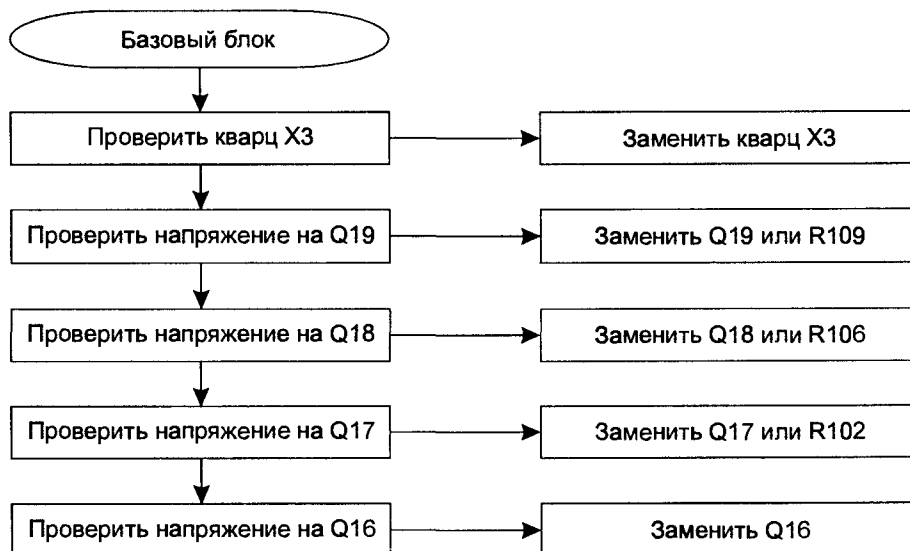 Базовый блок
Проверить кварц X3
Заменить кварц X3
Проверить напряжение на Q19
Заменить Q19 или R109
Проверить напряжение на Q18
Заменить Q18 или R106
Проверить напряжение на Q17
Заменить Q17 или R102
Проверить напряжение на Q16
Заменить Q16